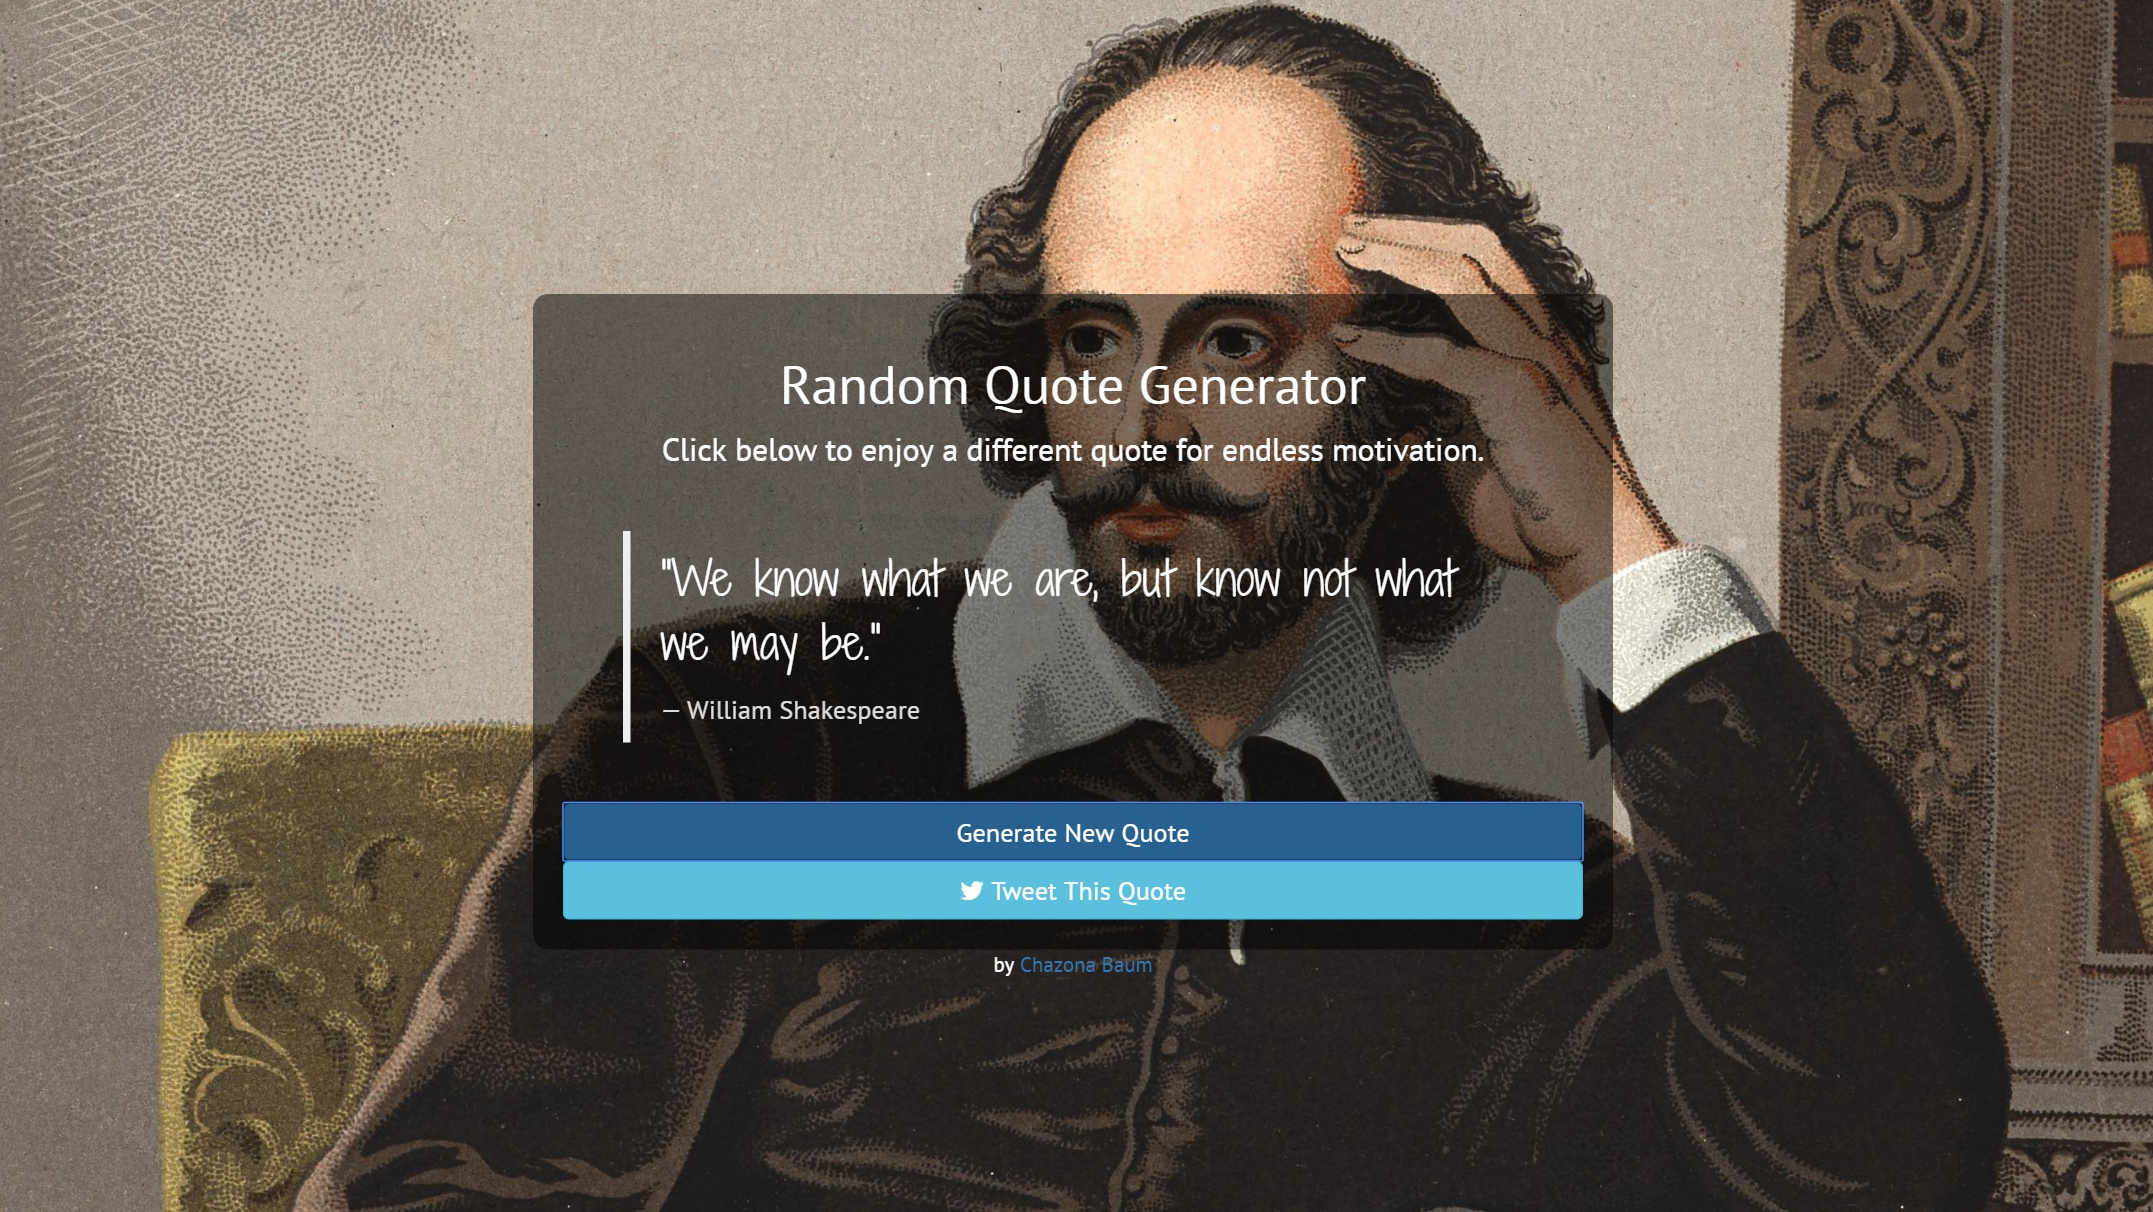 Random Quote Generator
Click below to enjoy a different quote for endless motivation.
"We know what we are, but know not what
we may be."
— William Shakespeare
Generate New Quote
Tweet This Quote
by Chazona Baum